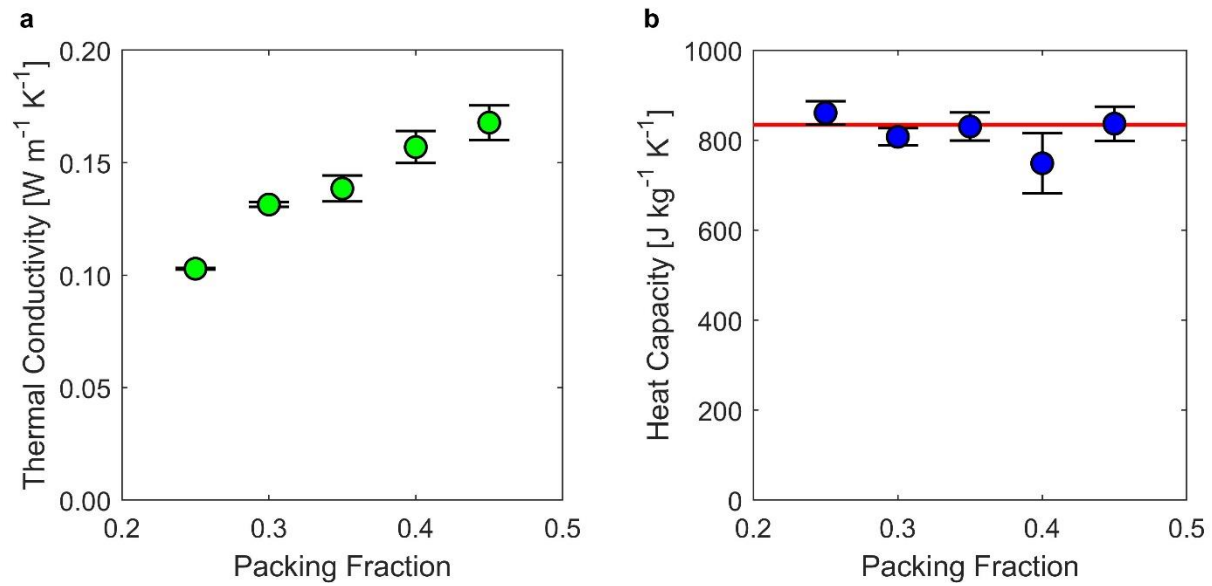 a
0.20
0.15
0.10
0.05
0.00
Thermal Conductivity [W m⁻¹ K⁻¹]
0.2 0.3 0.4 0.5
Packing Fraction
b
1000
800
600
400
200
0
Heat Capacity [J kg⁻¹ K⁻¹]
0.2 0.3 0.4 0.5
Packing Fraction